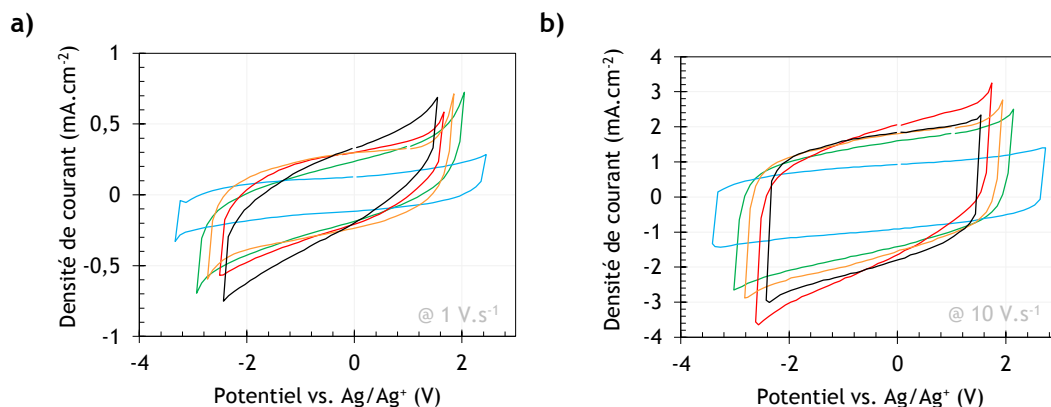 a)
b)
Densité de courant (mA.cm⁻²)
1
0,5
0
-0,5
-1
-4
-2
0
2
@ 1 V.s⁻¹
Potentiel vs. Ag/Ag⁺ (V)
Densité de courant (mA.cm⁻²)
4
3
2
1
0
-1
-2
-3
-4
-4
-2
0
2
@ 10 V.s⁻¹
Potentiel vs. Ag/Ag⁺ (V)